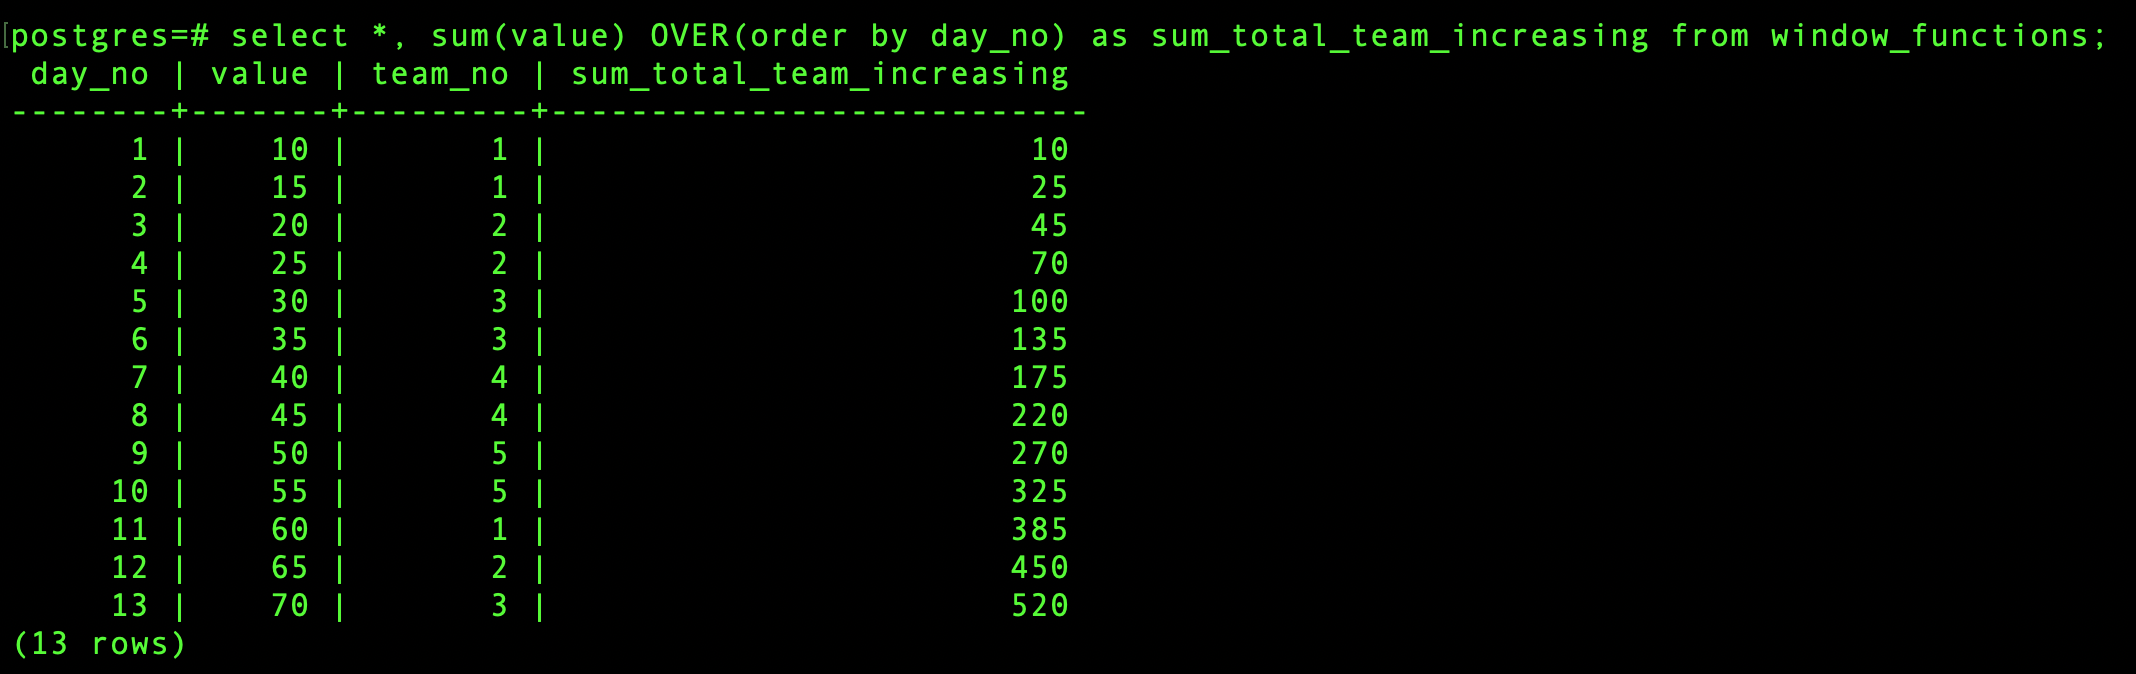 [postgres=# select *, sum(value) OVER(order by day_no) as sum_total_team_increasing from window_functions;
 day_no | value | team_no | sum_total_team_increasing
--------+-------+---------+---------------------------
      1 |    10 |       1 |                        10
      2 |    15 |       1 |                        25
      3 |    20 |       2 |                        45
      4 |    25 |       2 |                        70
      5 |    30 |       3 |                       100
      6 |    35 |       3 |                       135
      7 |    40 |       4 |                       175
      8 |    45 |       4 |                       220
      9 |    50 |       5 |                       270
     10 |    55 |       5 |                       325
     11 |    60 |       1 |                       385
     12 |    65 |       2 |                       450
     13 |    70 |       3 |                       520
(13 rows)